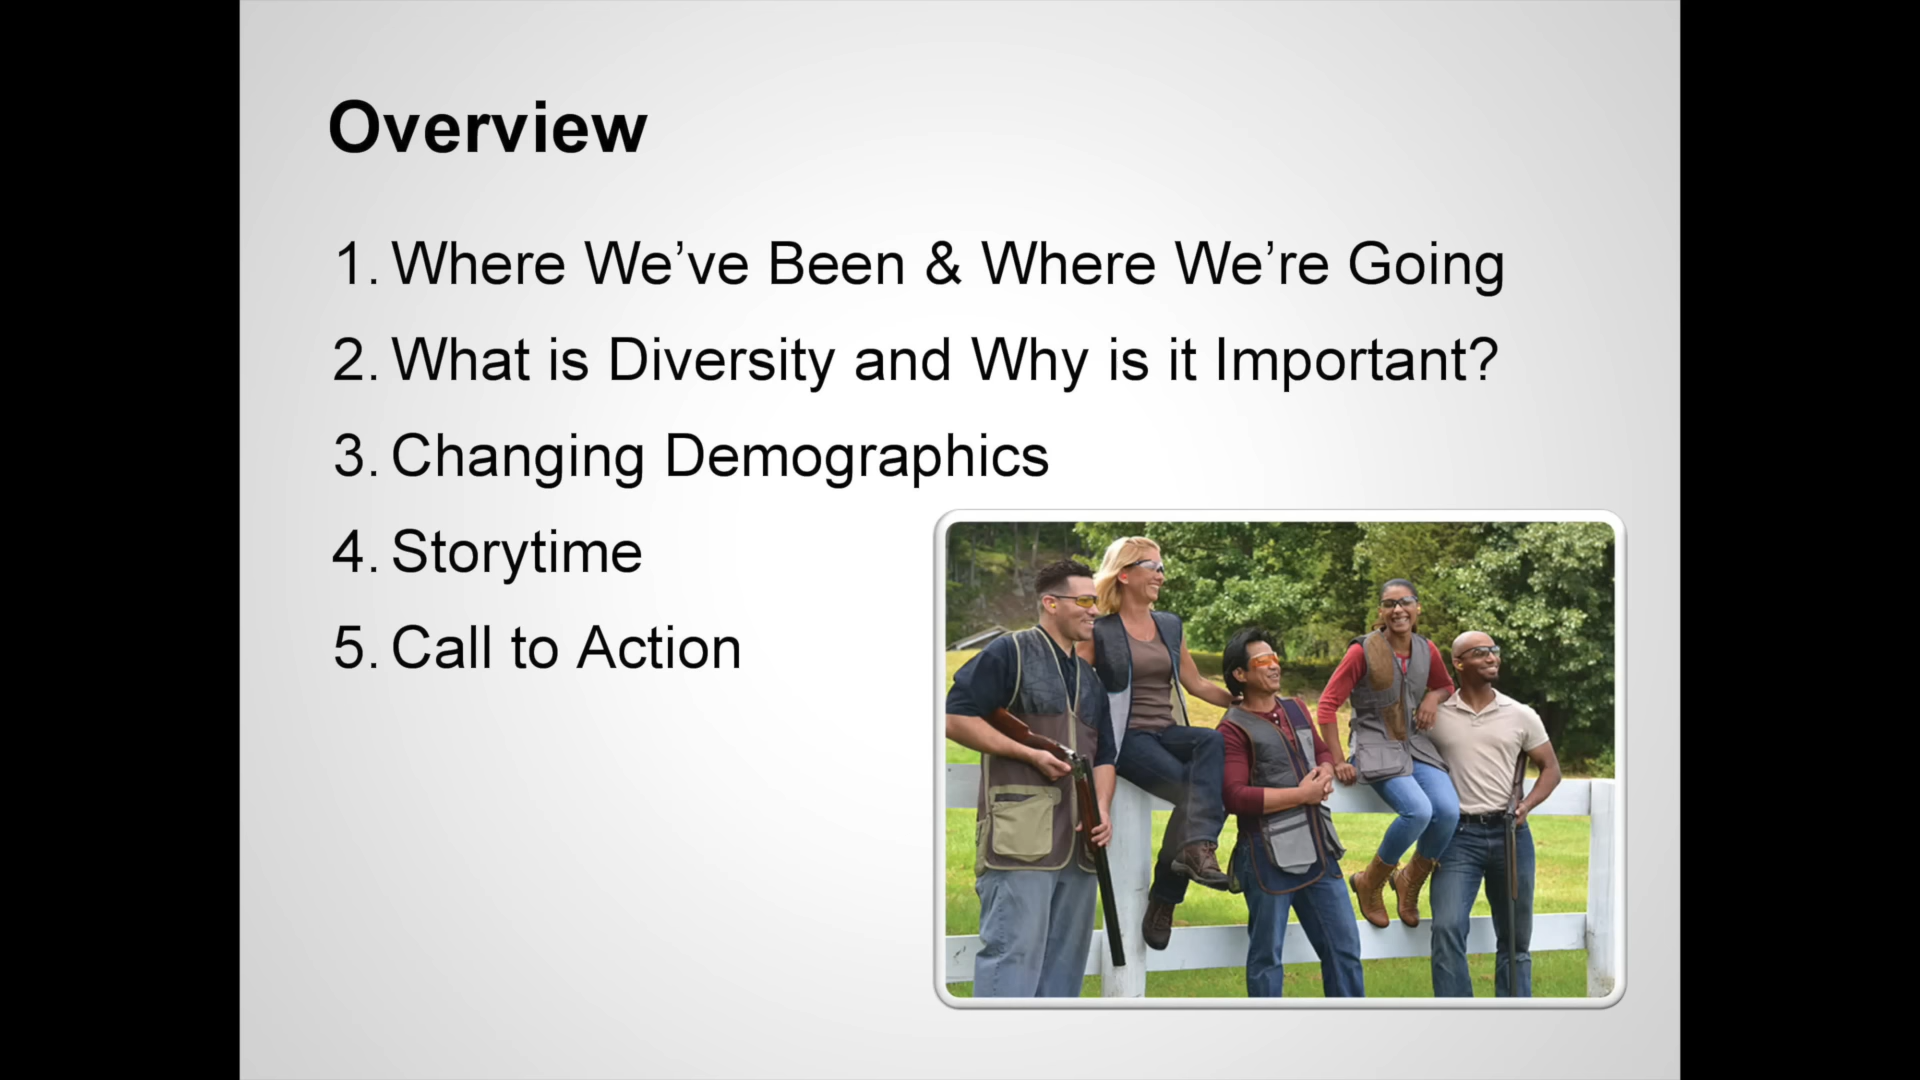 Overview
1. Where We’ve Been & Where We’re Going
2. What is Diversity and Why is it Important?
3. Changing Demographics
4. Storytime
5. Call to Action